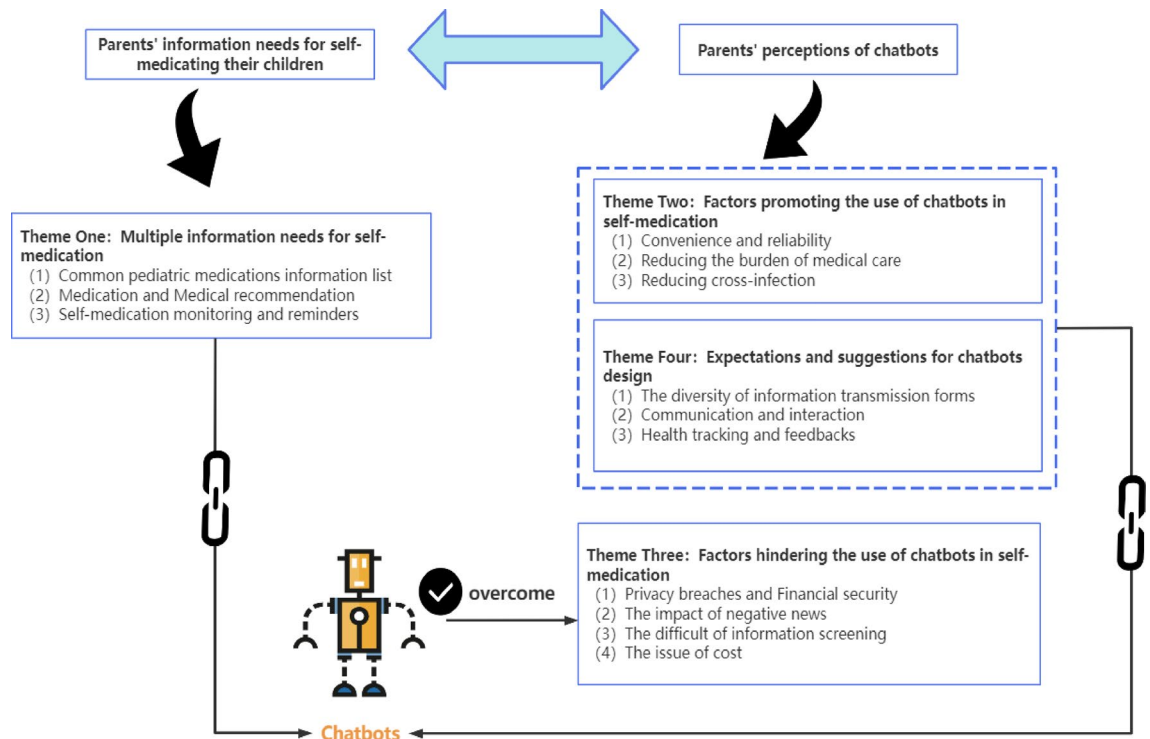 Parents' information needs for self-
medicating their children
Parents' perceptions of chatbots
Theme One: Multiple information needs for self-
medication
(1) Common pediatric medications information list
(2) Medication and Medical recommendation
(3) Self-medication monitoring and reminders
Theme Two: Factors promoting the use of chatbots in
self-medication
(1) Convenience and reliability
(2) Reducing the burden of medical care
(3) Reducing cross-infection
Theme Four: Expectations and suggestions for chatbots
design
(1) The diversity of information transmission forms
(2) Communication and interaction
(3) Health tracking and feedbacks
overcome
Theme Three: Factors hindering the use of chatbots in self-
medication
(1) Privacy breaches and Financial security
(2) The impact of negative news
(3) The difficult of information screening
(4) The issue of cost
Chatbots